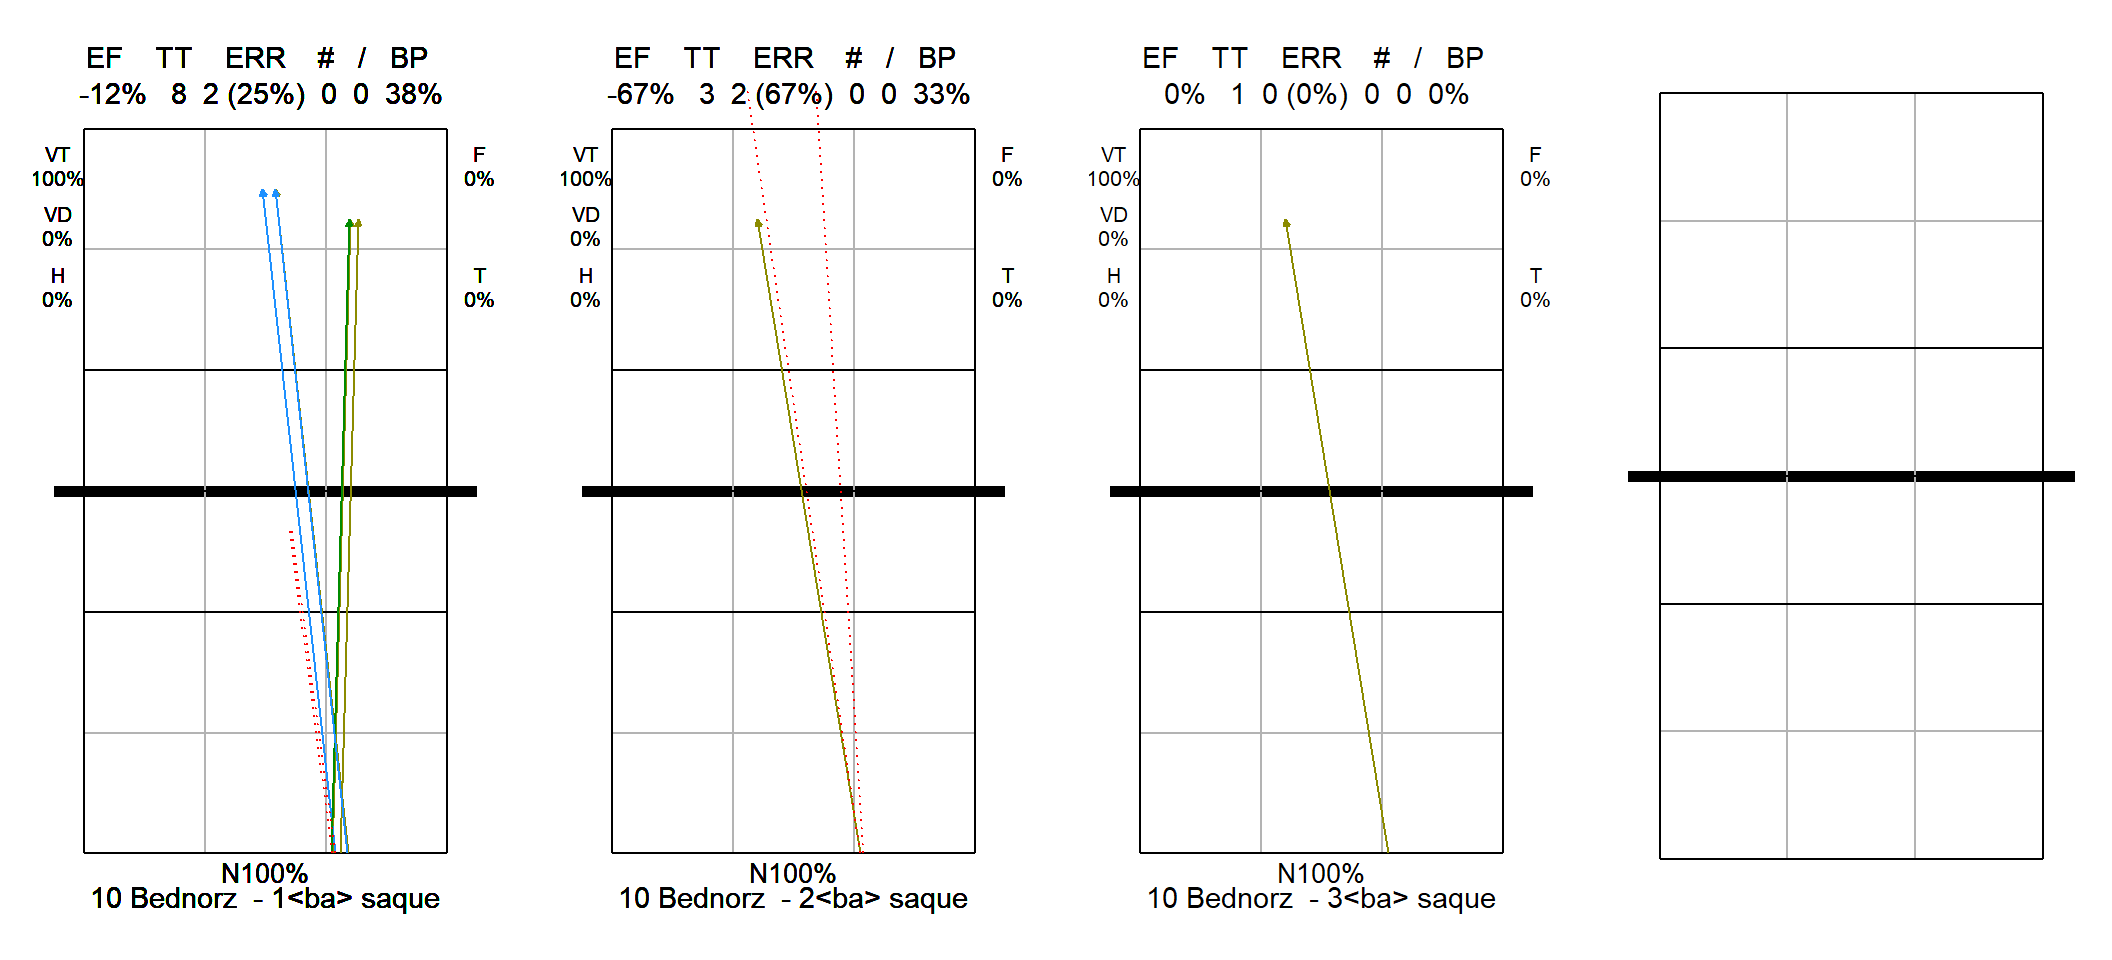 EF TT ERR # / BP
-12% 8 2 (25%) 0 0 38%
VT
100%
VD
0%
H
0%
F
0%
T
0%
N100%
10 Bednorz - 1<ba> saque
EF TT ERR # / BP
-67% 3 2 (67%) 0 0 33%
VT
100%
VD
0%
H
0%
F
0%
T
0%
N100%
10 Bednorz - 2<ba> saque
EF TT ERR # / BP
0% 1 0 (0%) 0 0 0%
VT
100%
VD
0%
H
0%
F
0%
T
0%
N100%
10 Bednorz - 3<ba> saque